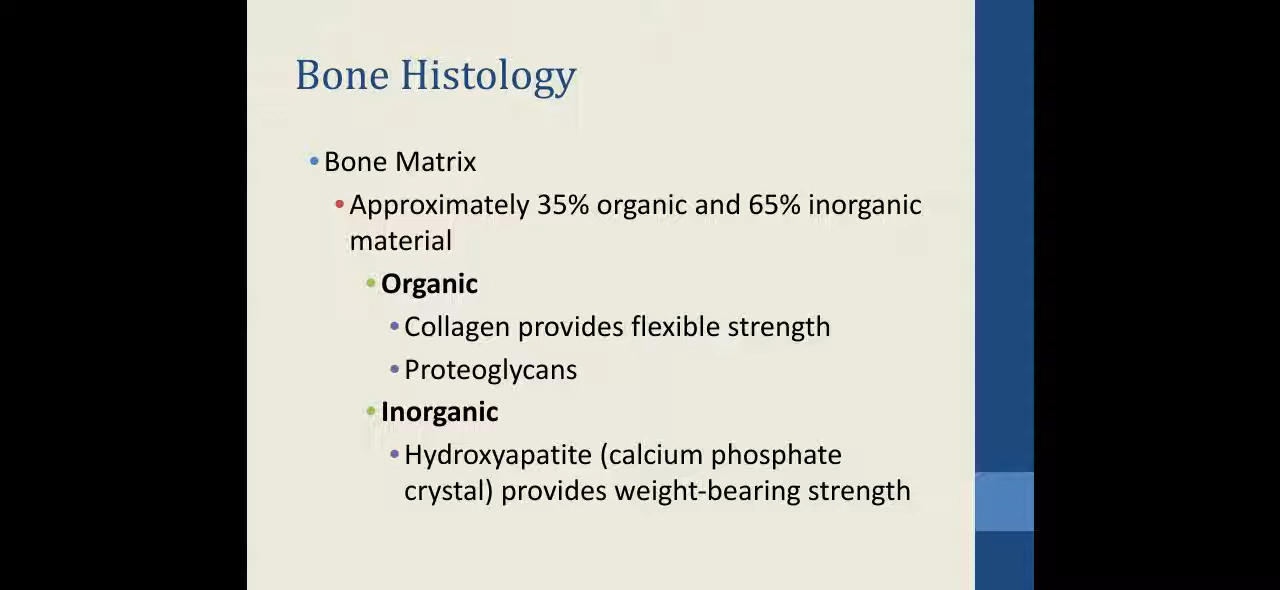 Bone Histology
•Bone Matrix
•Approximately 35% organic and 65% inorganic
material
•Organic
•Collagen provides flexible strength
•Proteoglycans
•Inorganic
•Hydroxyapatite (calcium phosphate
crystal) provides weight-bearing strength